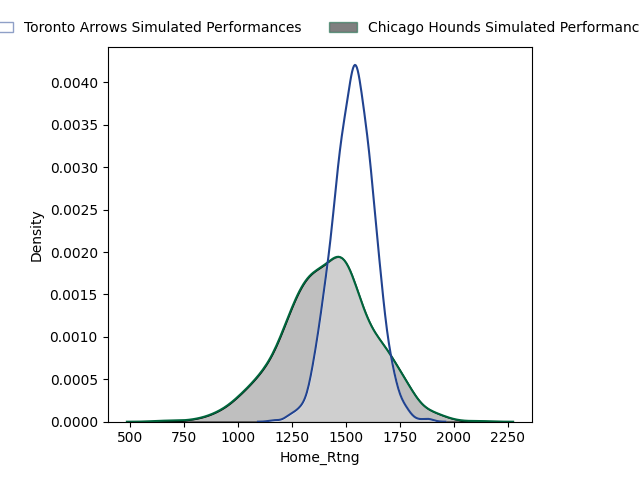 Toronto Arrows Simulated Performances
Chicago Hounds Simulated
0.0040
0.0035
0.0030
0.0025
0.0020
0.0015
0.0010
0.0005
0.0000
Density
500 750 1000 1250 1500 1750 2000 2250
Home_Rtng